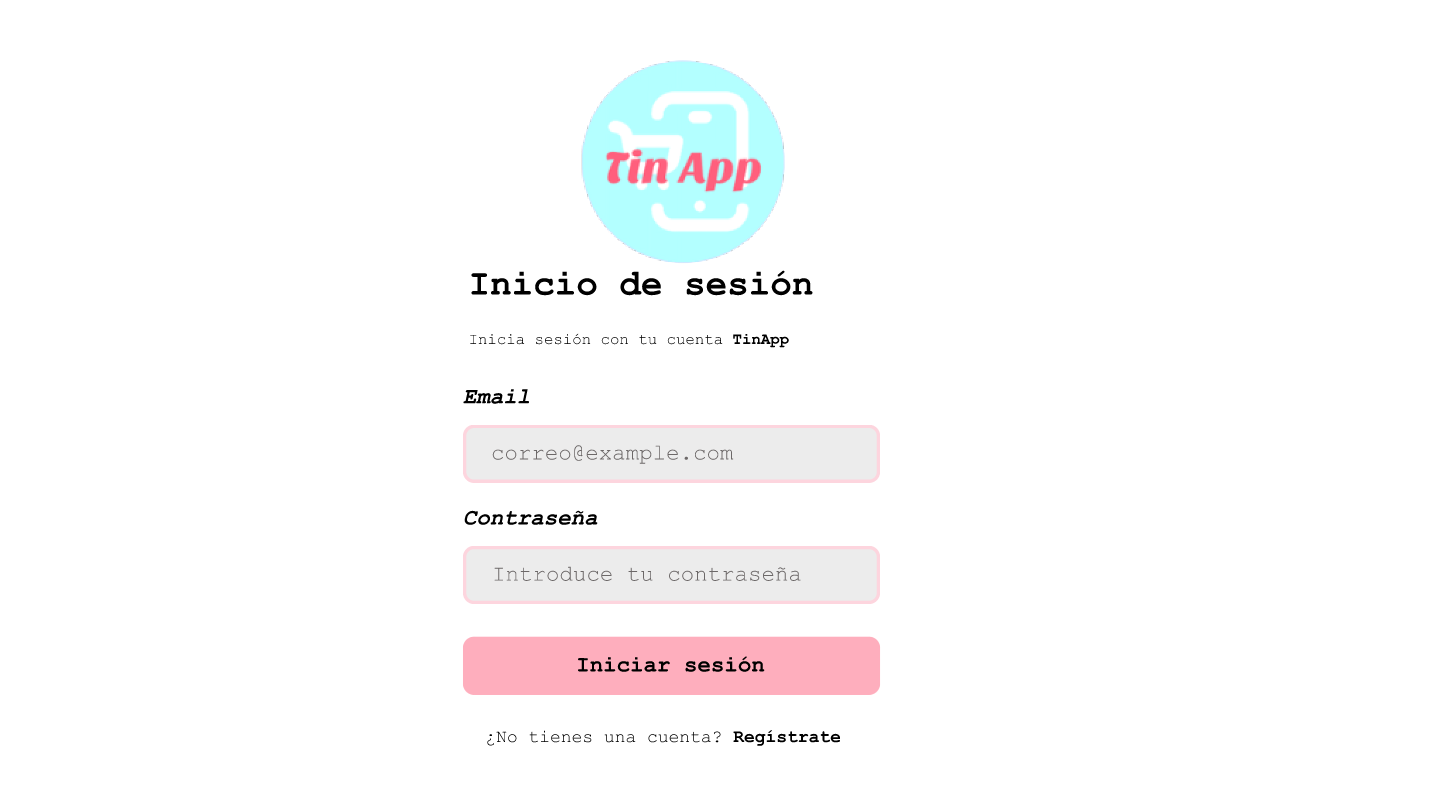 Tin App
Inicio de sesión
Inicia sesión con tu cuenta TinApp
Email
correo@example.com
Contraseña
Introduce tu contraseña
Iniciar sesión
¿No tienes una cuenta? Regístrate